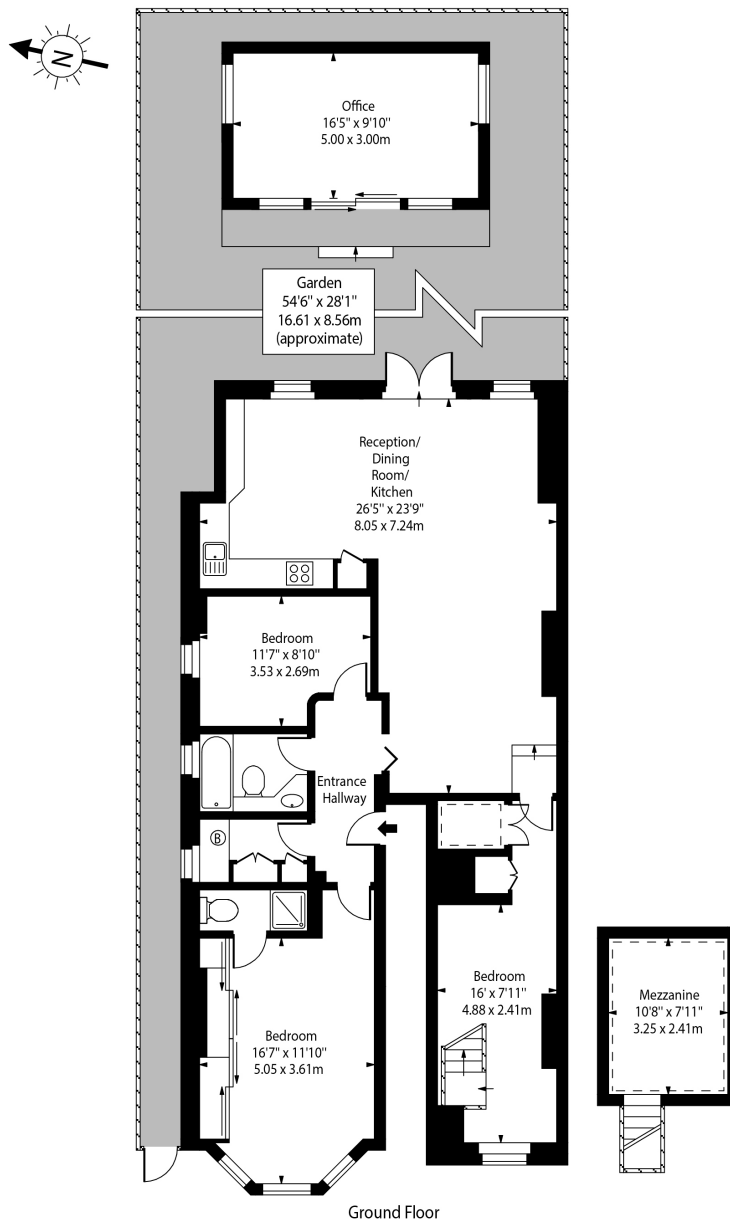 N
Office
16'5" x 9'10"
5.00 x 3.00m
Garden
54'6" x 28'1"
16.61 x 8.56m
(approximate)
Reception/
Dining
Room/
Kitchen
26'5" x 23'9"
8.05 x 7.24m
Bedroom
11'7" x 8'10"
3.53 x 2.69m
Entrance
Hallway
B
Bedroom
16'7" x 11'10"
5.05 x 3.61m
Bedroom
16' x 7'11"
4.88 x 2.41m
Mezzanine
10'8" x 7'11"
3.25 x 2.41m
Ground Floor